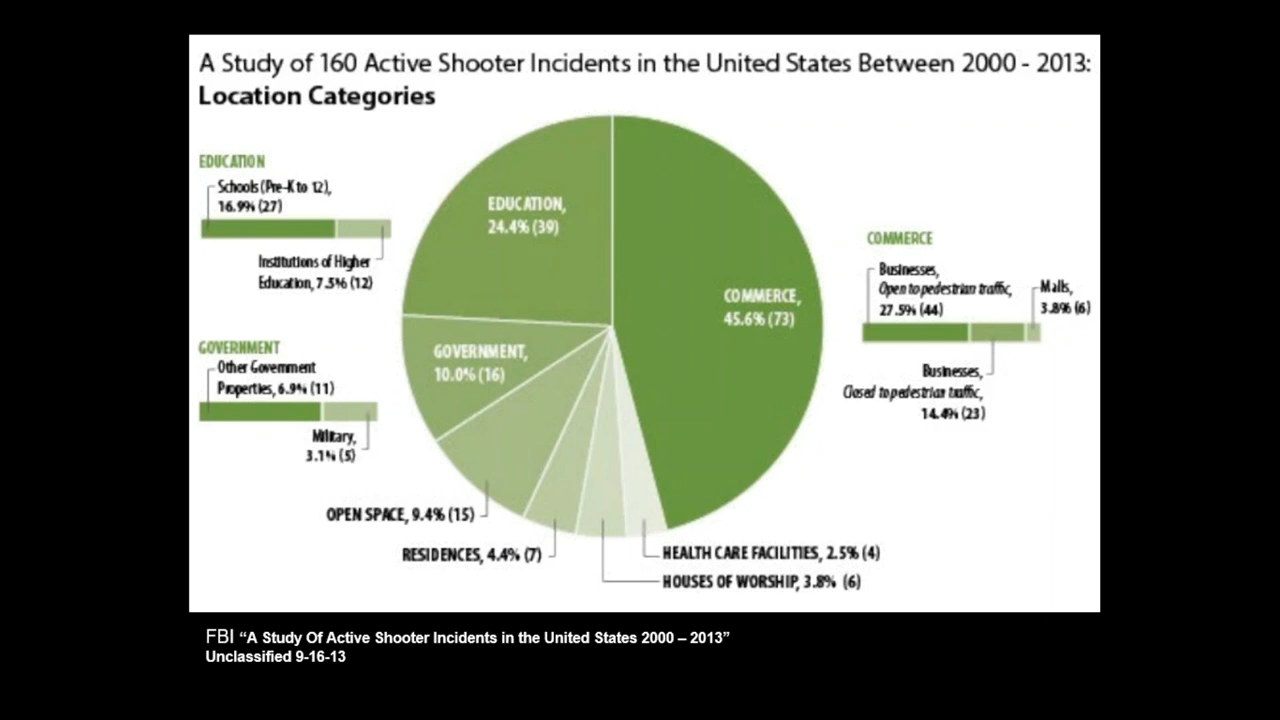 A Study of 160 Active Shooter Incidents in the United States Between 2000 - 2013:
Location Categories
EDUCATION
Schools (Pre-K to 12),
16.9% (27)
Institutions of Higher
Education, 7.5% (12)
GOVERNMENT
Other Government
Properties, 6.9% (11)
Military,
3.1% (5)
EDUCATION,
24.4% (39)
GOVERNMENT,
10.0% (16)
COMMERCE,
45.6% (73)
OPEN SPACE, 9.4% (15)
RESIDENCES, 4.4% (7)
HEALTH CARE FACILITIES, 2.5% (4)
HOUSES OF WORSHIP, 3.8% (6)
COMMERCE
Businesses,
Open to pedestrian traffic,
27.5% (44)
Malls,
3.8% (6)
Businesses,
Closed to pedestrian traffic,
14.4% (23)
FBI “A Study Of Active Shooter Incidents in the United States 2000 – 2013”
Unclassified 9-16-13